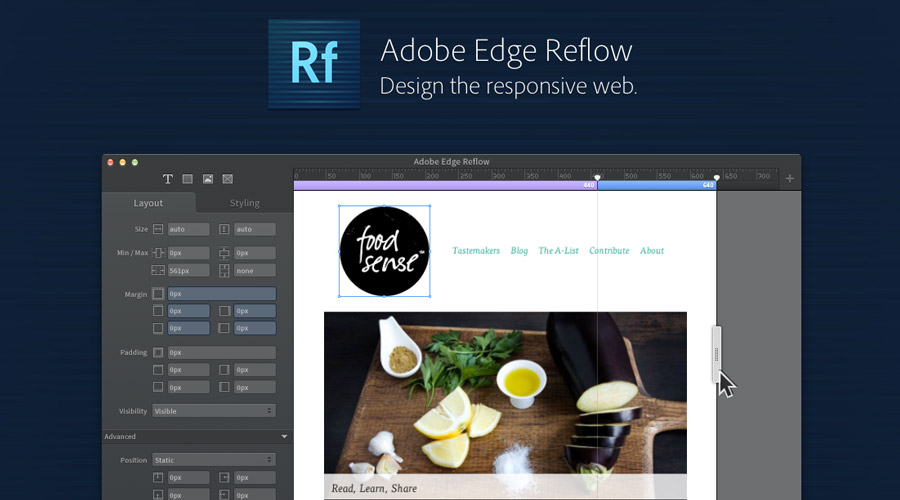 Rf
Adobe Edge Reflow
Design the responsive web.
Adobe Edge Reflow
T
0 50 100 150 200 250 300 350 400 450 500 550 600 650 700
440 640
Layout Styling
Size auto auto
Min / Max 0px 0px
561px none
Margin 0px
0px 0px
0px 0px
Padding 0px
0px 0px
0px 0px
Visibility Visible
Advanced
Position Static
0px 0px
0px 0px
food
sense™
Tastemakers Blog The A-List Contribute About
Read, Learn, Share